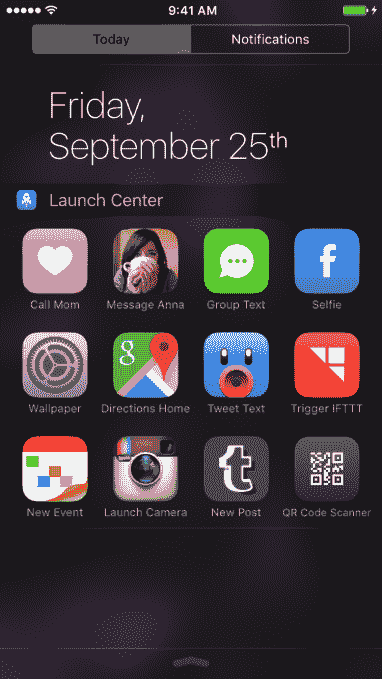 9:41 AM
Today Notifications
Friday,
September 25th
Launch Center
Call Mom Message Anna Group Text Selfie
Wallpaper Directions Home Tweet Text Trigger IFTTT
New Event Launch Camera New Post QR Code Scanner